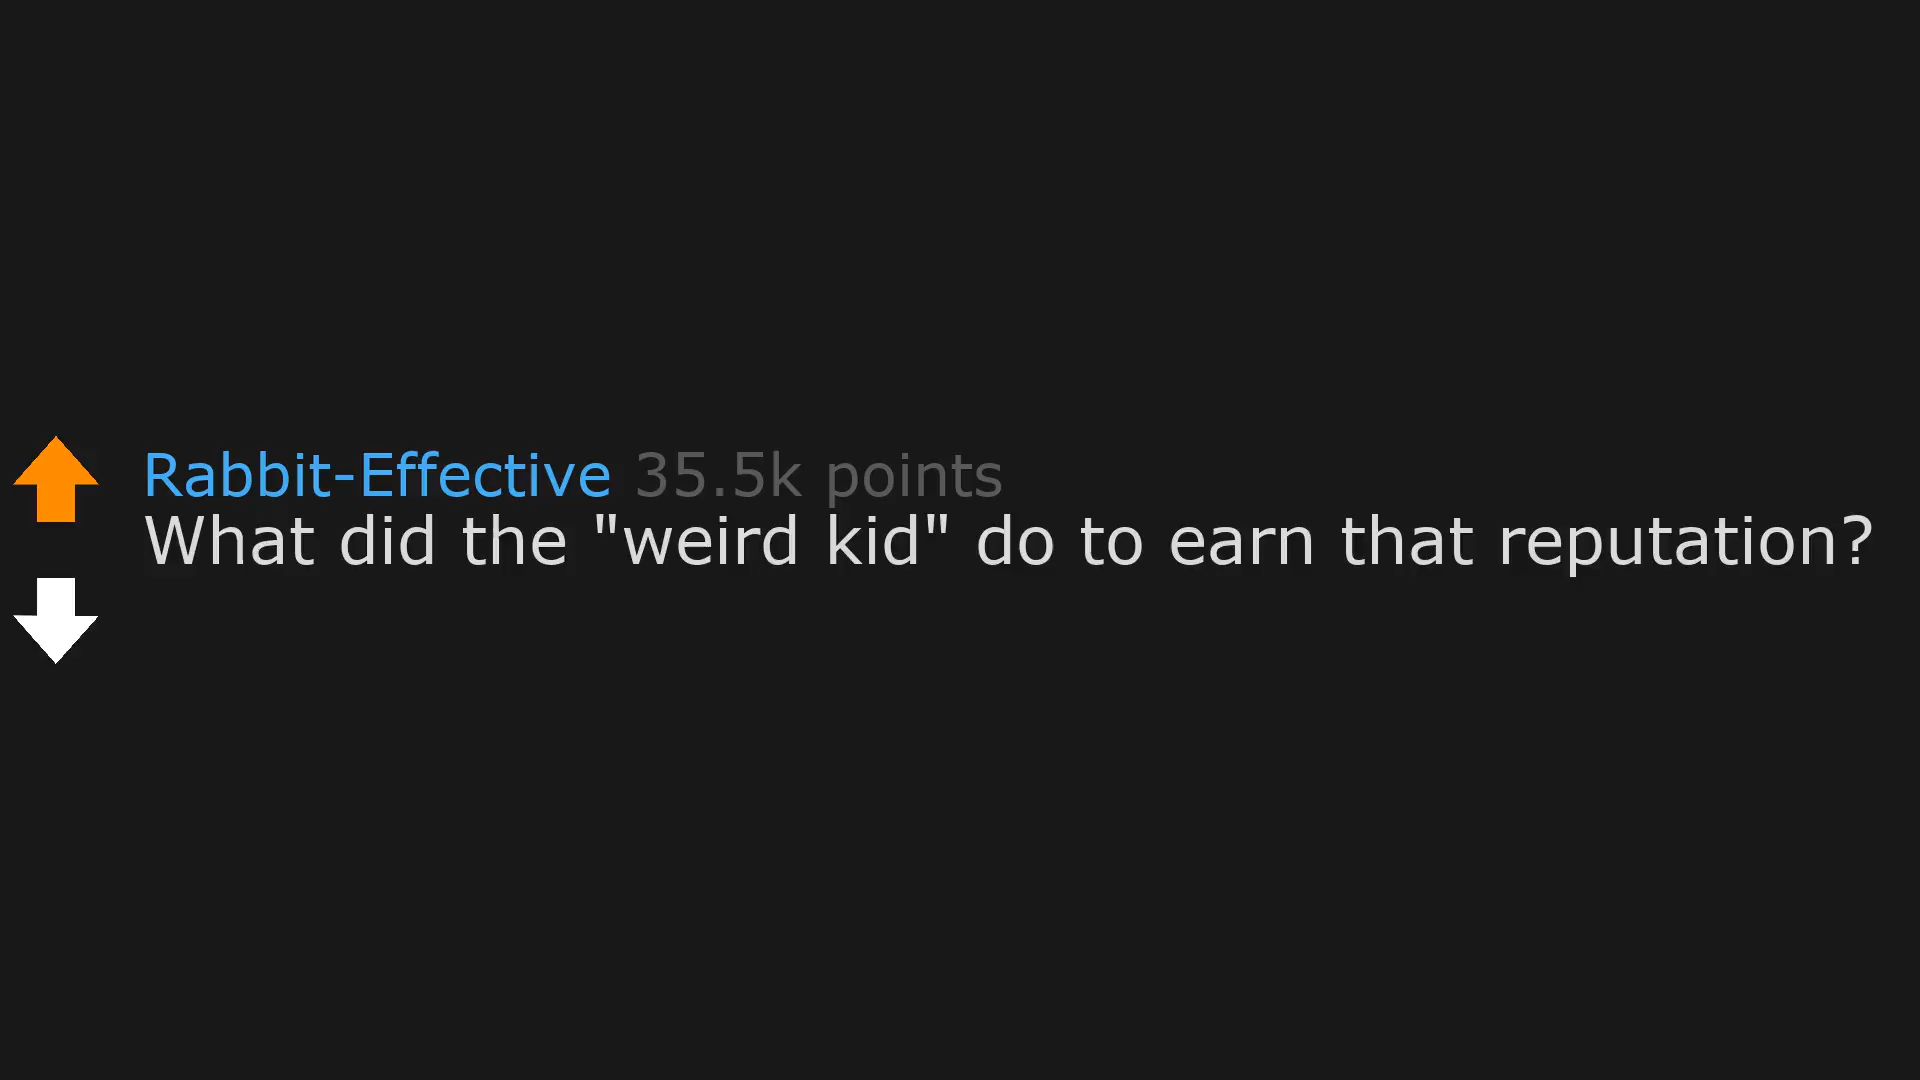 Rabbit-Effective 35.5k points
What did the "weird kid" do to earn that reputation?